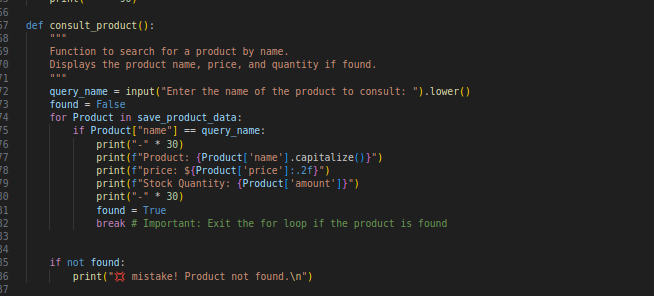 66
67 def consult_product():
68     """
69     Function to search for a product by name.
70     Displays the product name, price, and quantity if found.
71     """
72     query_name = input("Enter the name of the product to consult: ").lower()
73     found = False
74     for Product in save_product_data:
75         if Product["name"] == query_name:
76             print("-" * 30)
77             print(f"Product: {Product['name'].capitalize()}")
78             print(f"price: ${Product['price']:.2f}")
79             print(f"Stock Quantity: {Product['amount']}")
80             print("-" * 30)
81             found = True
82             break # Important: Exit the for loop if the product is found
83
84
85     if not found:
86         print("💢 mistake! Product not found.\n")
87